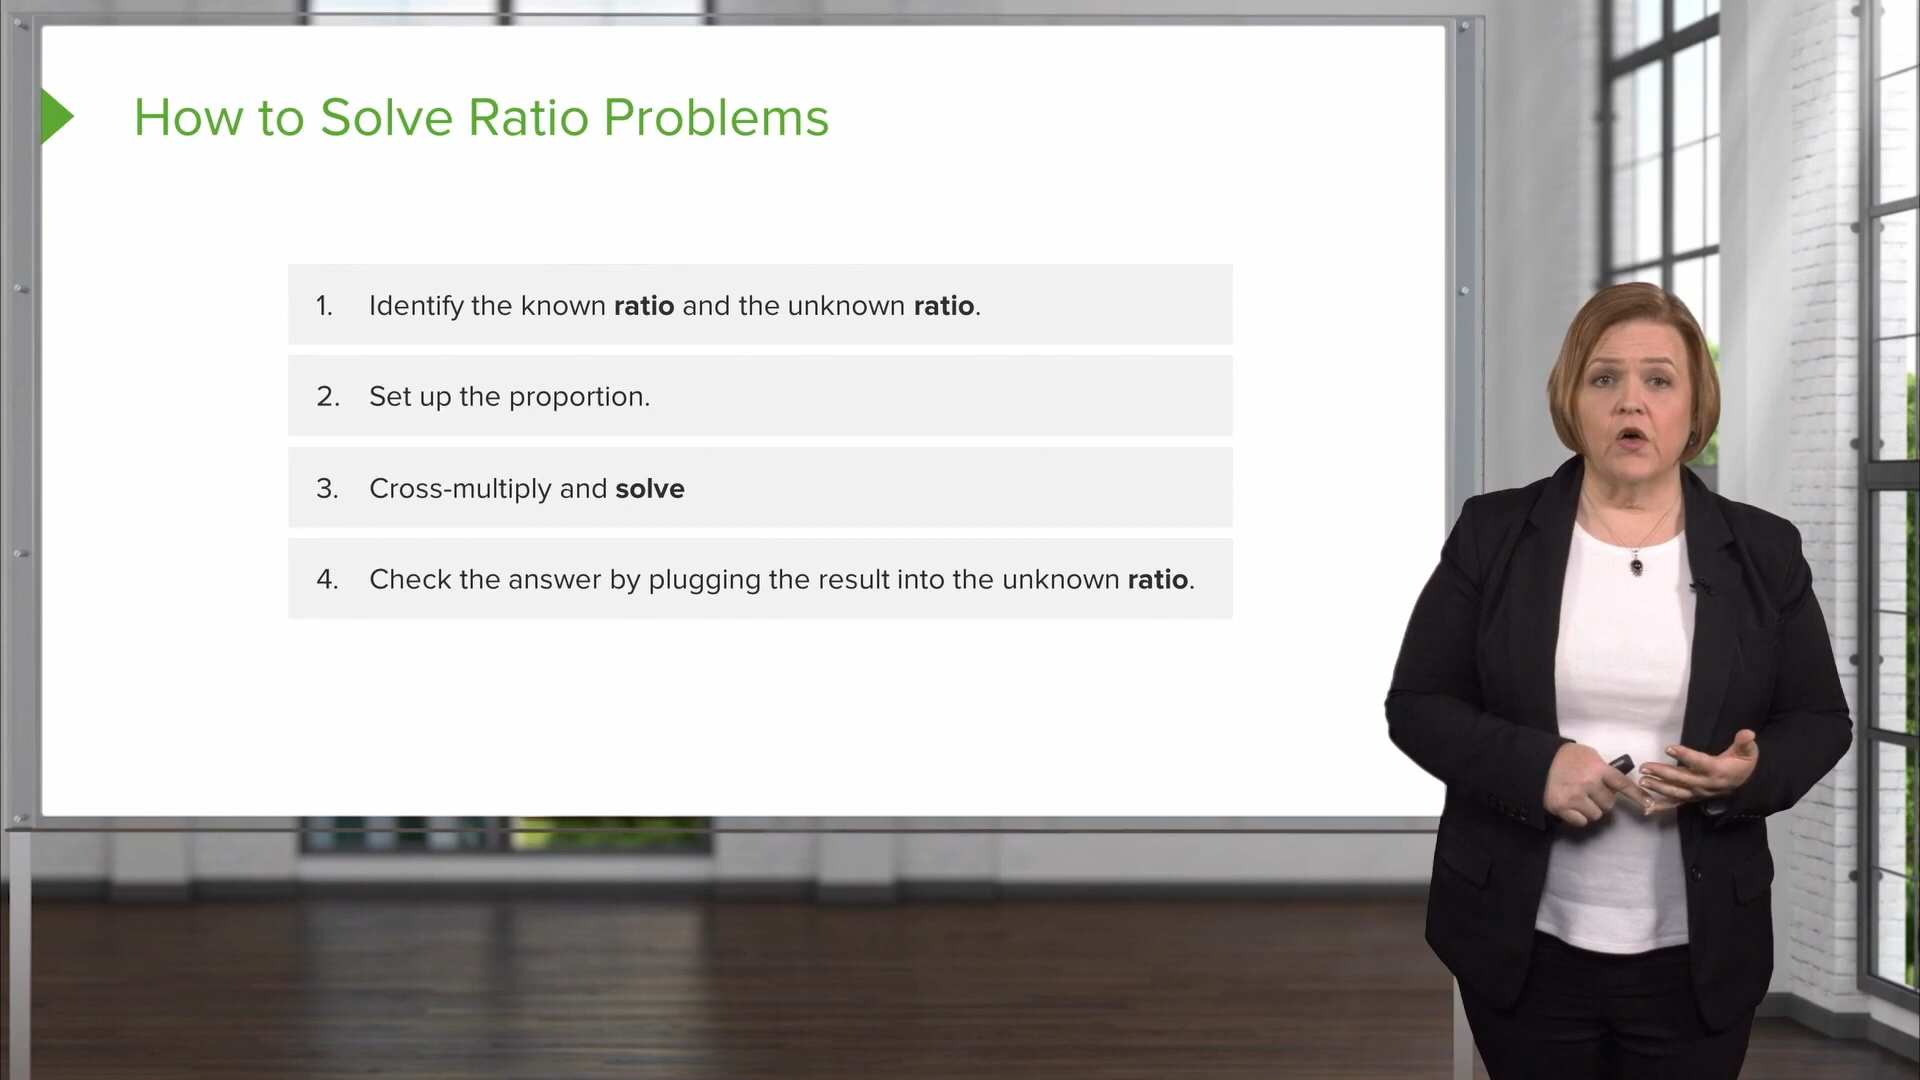 How to Solve Ratio Problems
1. Identify the known ratio and the unknown ratio.
2. Set up the proportion.
3. Cross-multiply and solve
4. Check the answer by plugging the result into the unknown ratio.